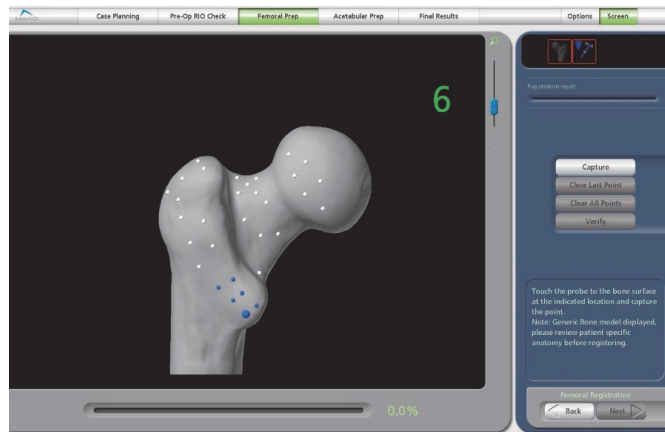 MAKO
Case Planning
Pre-Op RIO Check
Femoral Prep
Acetabular Prep
Final Results
Options
Screen
6
Registration result:
Capture
Clear Last Point
Clear All Points
Verify
Touch the probe to the bone surface
at the indicated location and capture
the point.
Note: Generic Bone model displayed,
please review patient specific
anatomy before registering.
0.0%
Femoral Registration
Back
Next